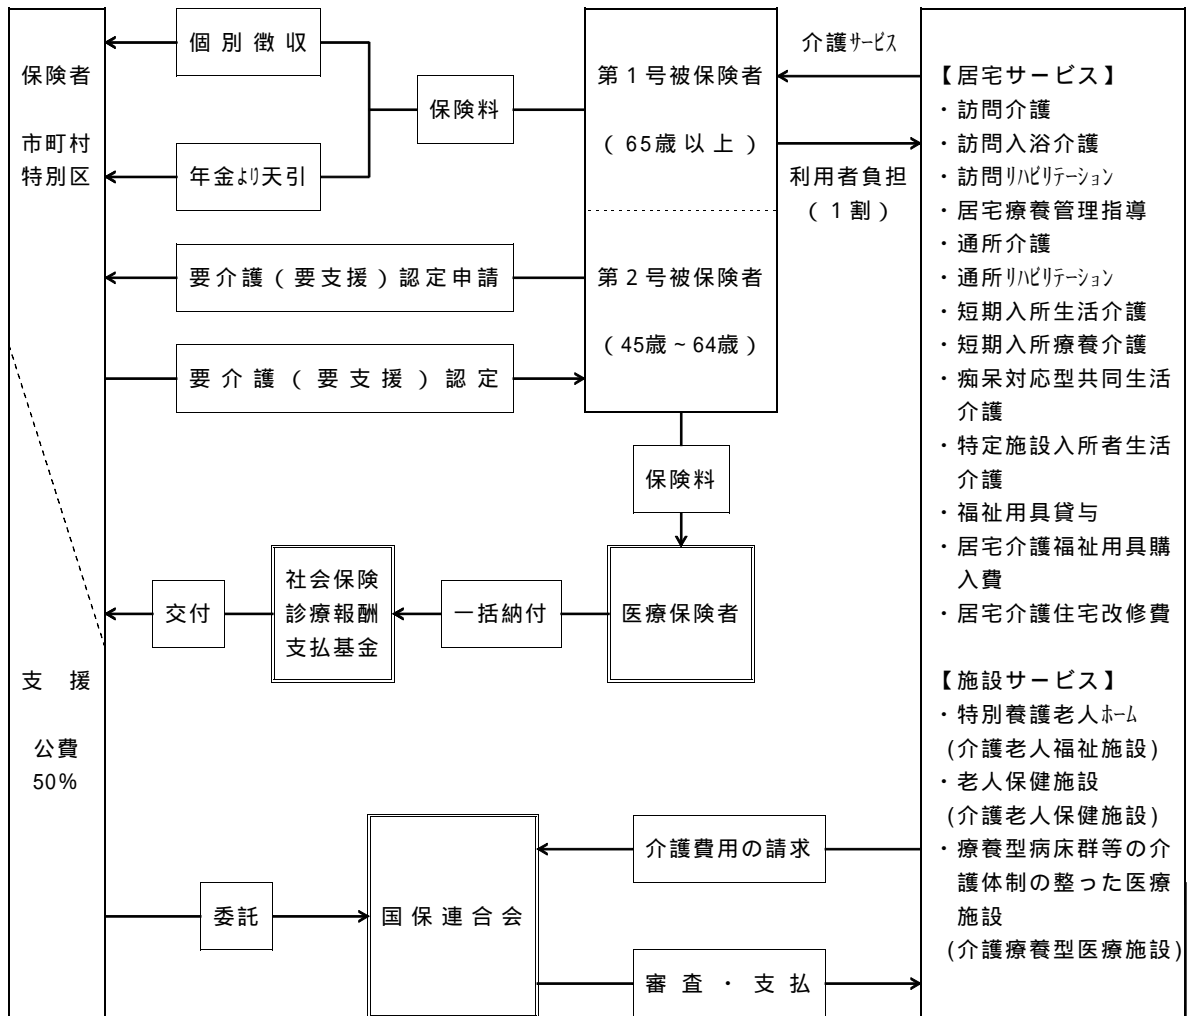 保険者
市町村
特別区
支　援
公費
50%
個別徴収
年金より天引
保険料
要介護（要支援）認定申請
要介護（要支援）認定
第１号被保険者
（65歳以上）
第２号被保険者
（45歳～64歳）
介護ｻｰﾋﾞｽ
利用者負担
（１割）
保険料
医療保険者
一括納付
社会保険
診療報酬
支払基金
交付
委託
国保連合会
介護費用の請求
審査・支払
【居宅サービス】
・訪問介護
・訪問入浴介護
・訪問ﾘﾊﾋﾞﾘﾃｰｼｮﾝ
・居宅療養管理指導
・通所介護
・通所ﾘﾊﾋﾞﾘﾃｰｼｮﾝ
・短期入所生活介護
・短期入所療養介護
・痴呆対応型共同生活
介護
・特定施設入所者生活
介護
・福祉用具貸与
・居宅介護福祉用具購
入費
・居宅介護住宅改修費
【施設サービス】
・特別養護老人ﾎｰﾑ
(介護老人福祉施設)
・老人保健施設
(介護老人保健施設)
・療養型病床群等の介
護体制の整った医療
施設
(介護療養型医療施設)